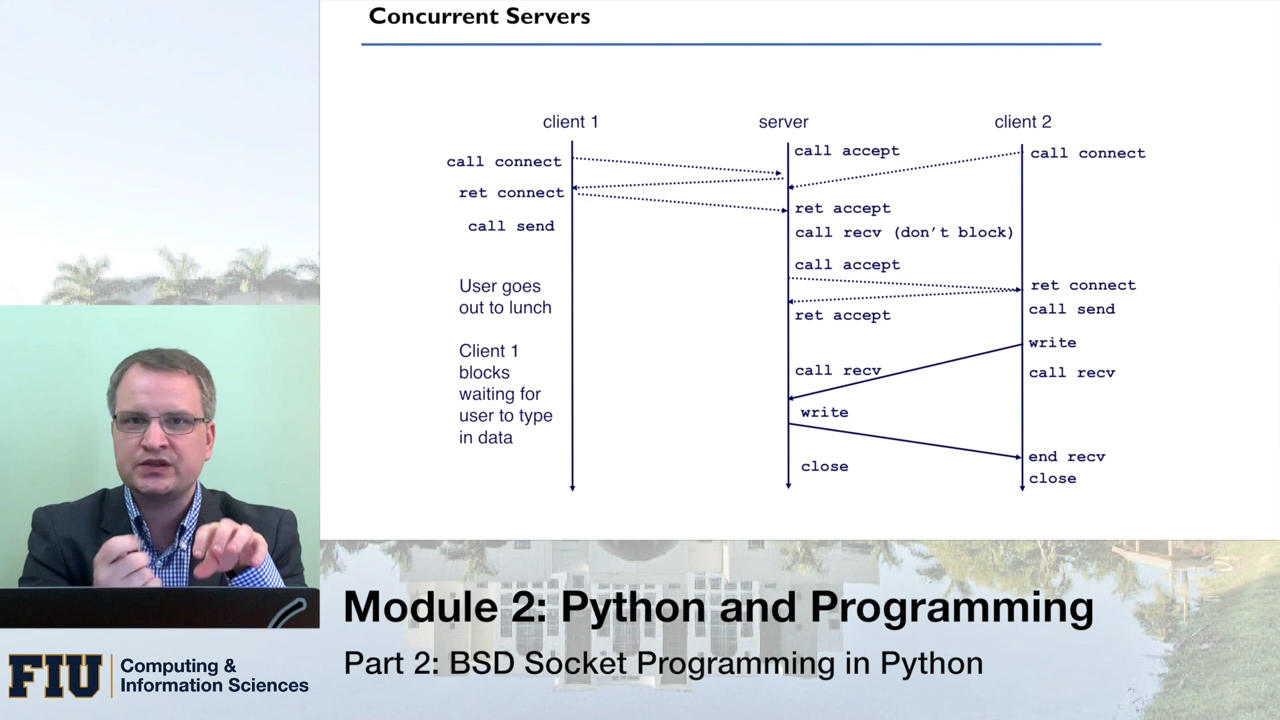 Concurrent Servers
client 1
server
client 2
call connect
ret connect
call send
User goes
out to lunch
Client 1
blocks
waiting for
user to type
in data
call accept
ret accept
call recv (don't block)
call accept
ret accept
call recv
write
close
call connect
ret connect
call send
write
call recv
end recv
close
Module 2: Python and Programming
Part 2: BSD Socket Programming in Python
FIU
Computing &
Information Sciences